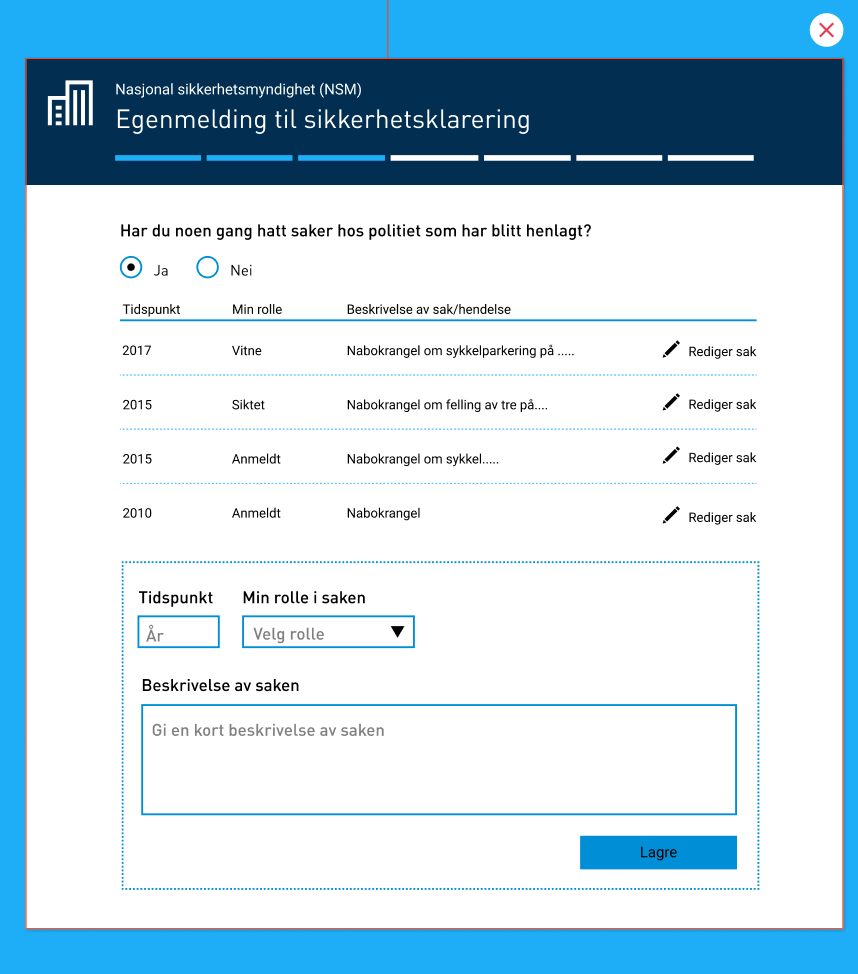 Nasjonal sikkerhetsmyndighet (NSM)
Egenmelding til sikkerhetsklarering
Har du noen gang hatt saker hos politiet som har blitt henlagt?
Ja Nei
Tidspunkt Min rolle Beskrivelse av sak/hendelse
2017 Vitne Nabokrangel om sykkelparkering på ..... Rediger sak
2015 Siktet Nabokrangel om felling av tre på.... Rediger sak
2015 Anmeldt Nabokrangel om sykkel..... Rediger sak
2010 Anmeldt Nabokrangel Rediger sak
Tidspunkt Min rolle i saken
År Velg rolle
Beskrivelse av saken
Gi en kort beskrivelse av saken
Lagre